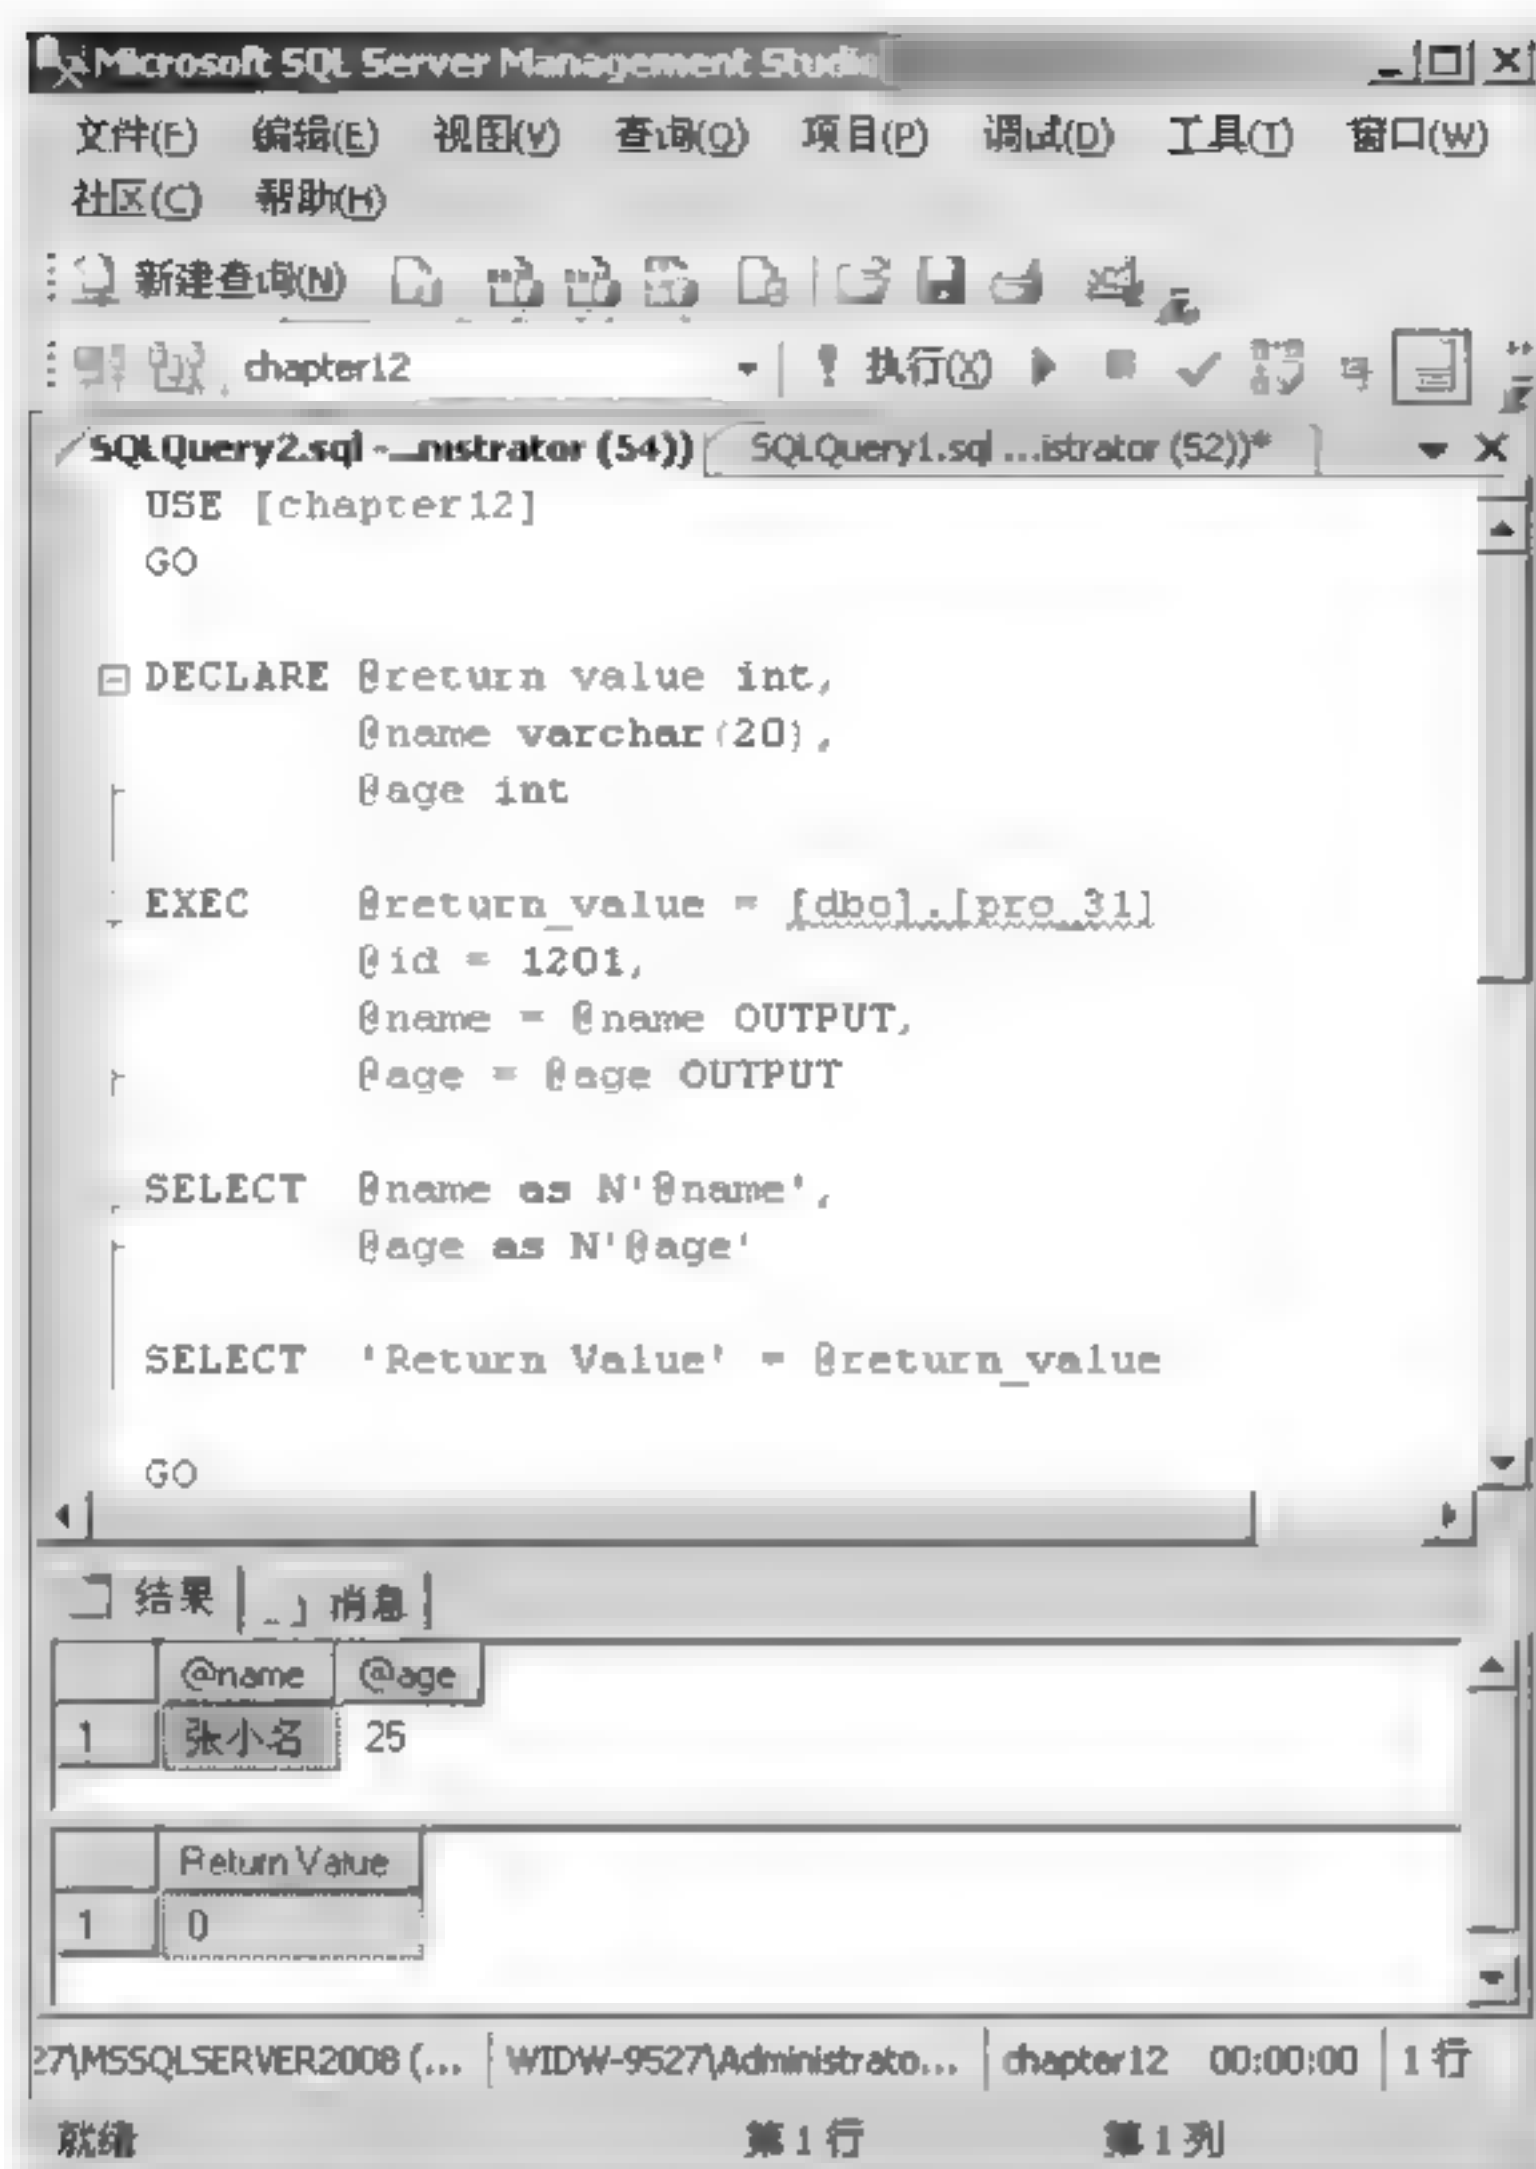 Microsoft SQL Server Management Studio
文件(F) 编辑(E) 视图(V) 查询(Q) 项目(P) 调试(D) 工具(T) 窗口(W)
社区(C) 帮助(H)
新建查询(N)
chapter12 执行(X)
SQLQuery2.sql - ...nistrator (54)) SQLQuery1.sql ...istrator (52))*
USE [chapter12]
GO
DECLARE @return value int,
@name varchar(20),
@age int
EXEC @return_value = [dbo].[pro_31]
@id = 1201,
@name = @name OUTPUT,
@age = @age OUTPUT
SELECT @name as N'@name',
@age as N'@age'
SELECT 'Return Value' = @return_value
GO
结果 消息
@name @age
1 张小名 25
Return Value
1 0
27\MSSQLSERVER2008 (... WIDW-9527\Administrato... chapter12 00:00:00 1 行
就绪 第 1 行 第 1 列